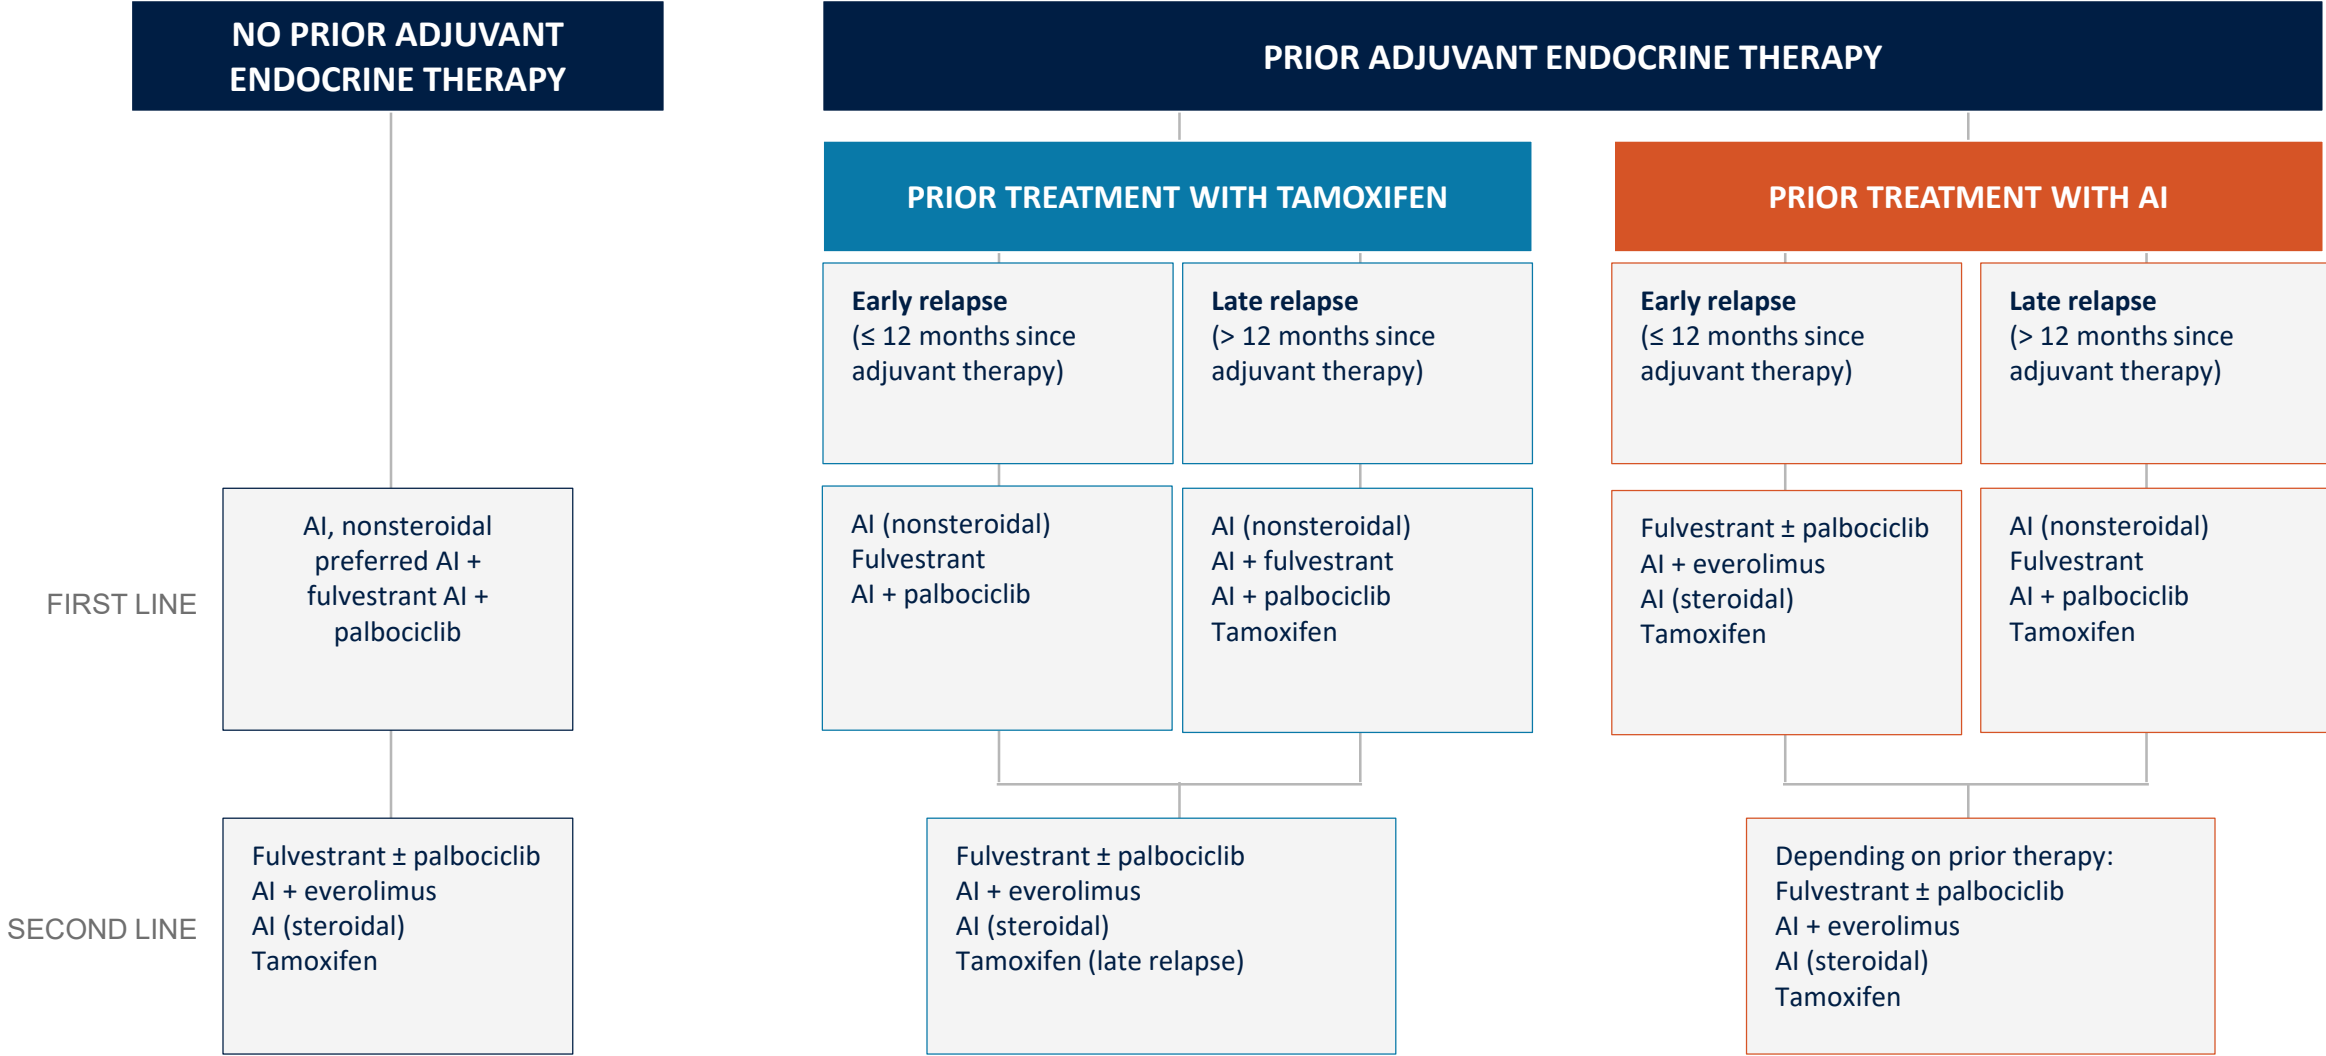 NO PRIOR ADJUVANT
ENDOCRINE THERAPY
PRIOR ADJUVANT ENDOCRINE THERAPY
PRIOR TREATMENT WITH TAMOXIFEN
PRIOR TREATMENT WITH AI
Early relapse
(≤ 12 months since
adjuvant therapy)
Late relapse
(> 12 months since
adjuvant therapy)
Early relapse
(≤ 12 months since
adjuvant therapy)
Late relapse
(> 12 months since
adjuvant therapy)
FIRST LINE
AI, nonsteroidal
preferred AI +
fulvestrant AI +
palbociclib
AI (nonsteroidal)
Fulvestrant
AI + palbociclib
AI (nonsteroidal)
AI + fulvestrant
AI + palbociclib
Tamoxifen
Fulvestrant ± palbociclib
AI + everolimus
AI (steroidal)
Tamoxifen
AI (nonsteroidal)
Fulvestrant
AI + palbociclib
Tamoxifen
SECOND LINE
Fulvestrant ± palbociclib
AI + everolimus
AI (steroidal)
Tamoxifen
Fulvestrant ± palbociclib
AI + everolimus
AI (steroidal)
Tamoxifen (late relapse)
Depending on prior therapy:
Fulvestrant ± palbociclib
AI + everolimus
AI (steroidal)
Tamoxifen